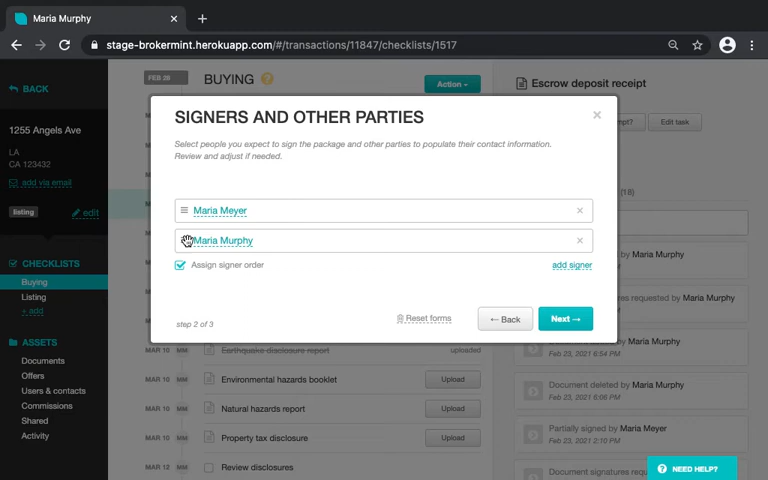 Maria Murphy
stage-brokermint.herokuapp.com/#/transactions/11847/checklists/1517
BACK
1255 Angels Ave
LA
CA 123432
add via email
listing
edit
CHECKLISTS
Buying
Listing
+ add
ASSETS
Documents
Offers
Users & contacts
Commissions
Shared
Activity
FEB 28
BUYING
Action
Escrow deposit receipt
mpt?
Edit task
SIGNERS AND OTHER PARTIES
Select people you expect to sign the package and other parties to populate their contact information.
Review and adjust if needed.
Maria Meyer
Maria Murphy
Assign signer order
add signer
step 2 of 3
Reset forms
← Back
Next →
(18)
by Maria Murphy
res requested by Maria Murphy
by Maria Murphy
Feb 23, 2021 6:54 PM
Document deleted by Maria Murphy
Feb 23, 2021 6:06 PM
Partially signed by Maria Meyer
Feb 23, 2021 2:10 PM
Document signatures requ
MAR 10 MM Earthquake disclosure report uploaded
MAR 10 MM Environmental hazards booklet Upload
MAR 10 MM Natural hazards report Upload
MAR 10 MM Property tax disclosure Upload
MAR 12 MM Review disclosures
NEED HELP?